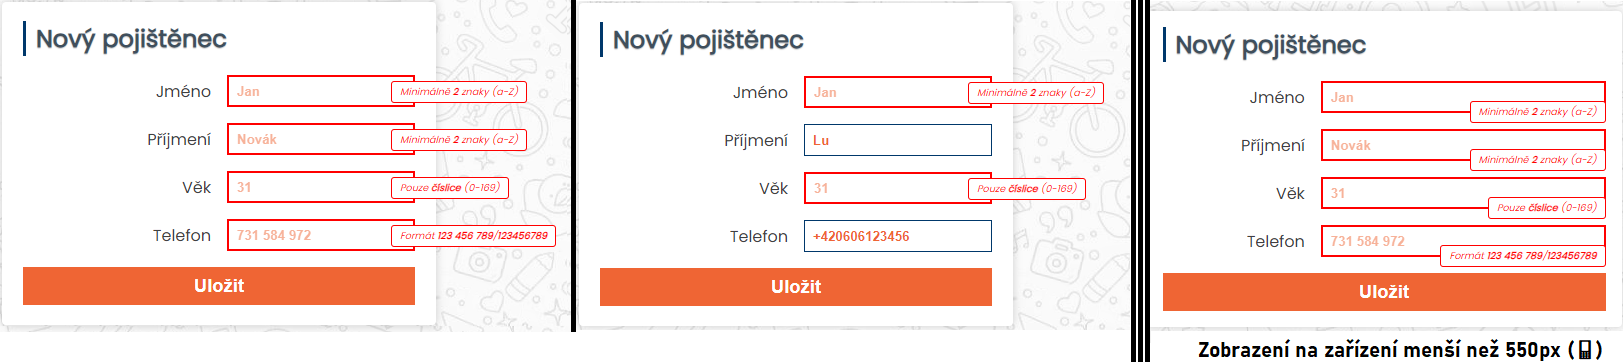 Nový pojištěnec
Jméno Jan Minimálně 2 znaky (a-Z)
Příjmení Novák Minimálně 2 znaky (a-Z)
Věk 31 Pouze číslice (0-169)
Telefon 731 584 972 Formát 123 456 789/123456789
Uložit
Nový pojištěnec
Jméno Jan Minimálně 2 znaky (a-Z)
Příjmení Lu
Věk 31 Pouze číslice (0-169)
Telefon +420606123456
Uložit
Nový pojištěnec
Jméno Jan
Minimálně 2 znaky (a-Z)
Příjmení Novák
Minimálně 2 znaky (a-Z)
Věk 31
Pouze číslice (0-169)
Telefon 731 584 972
Formát 123 456 789/123456789
Uložit
Zobrazení na zařízení menší než 550px ()